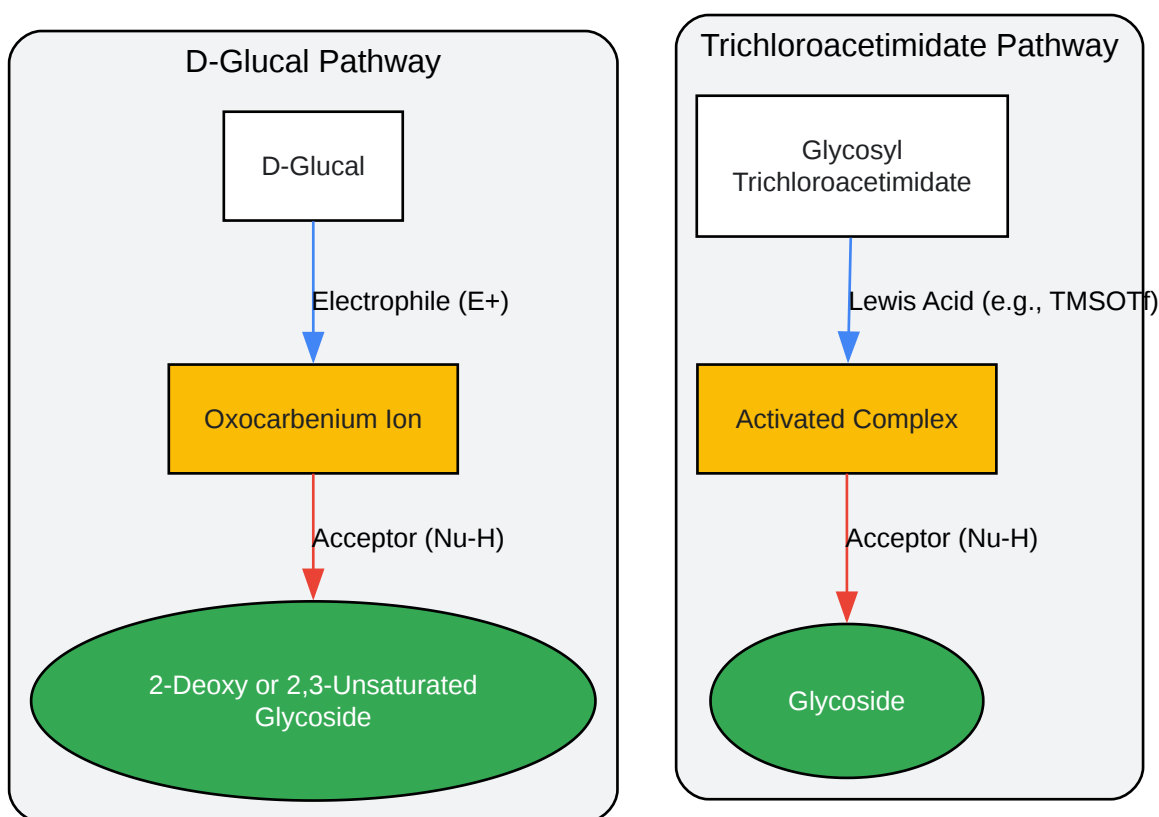 D-Glucal Pathway
D-Glucal
Electrophile (E+)
Oxocarbenium Ion
Acceptor (Nu-H)
2-Deoxy or 2,3-Unsaturated
Glycoside
Trichloroacetimidate Pathway
Glycosyl
Trichloroacetimidate
Lewis Acid (e.g., TMSOTf)
Activated Complex
Acceptor (Nu-H)
Glycoside